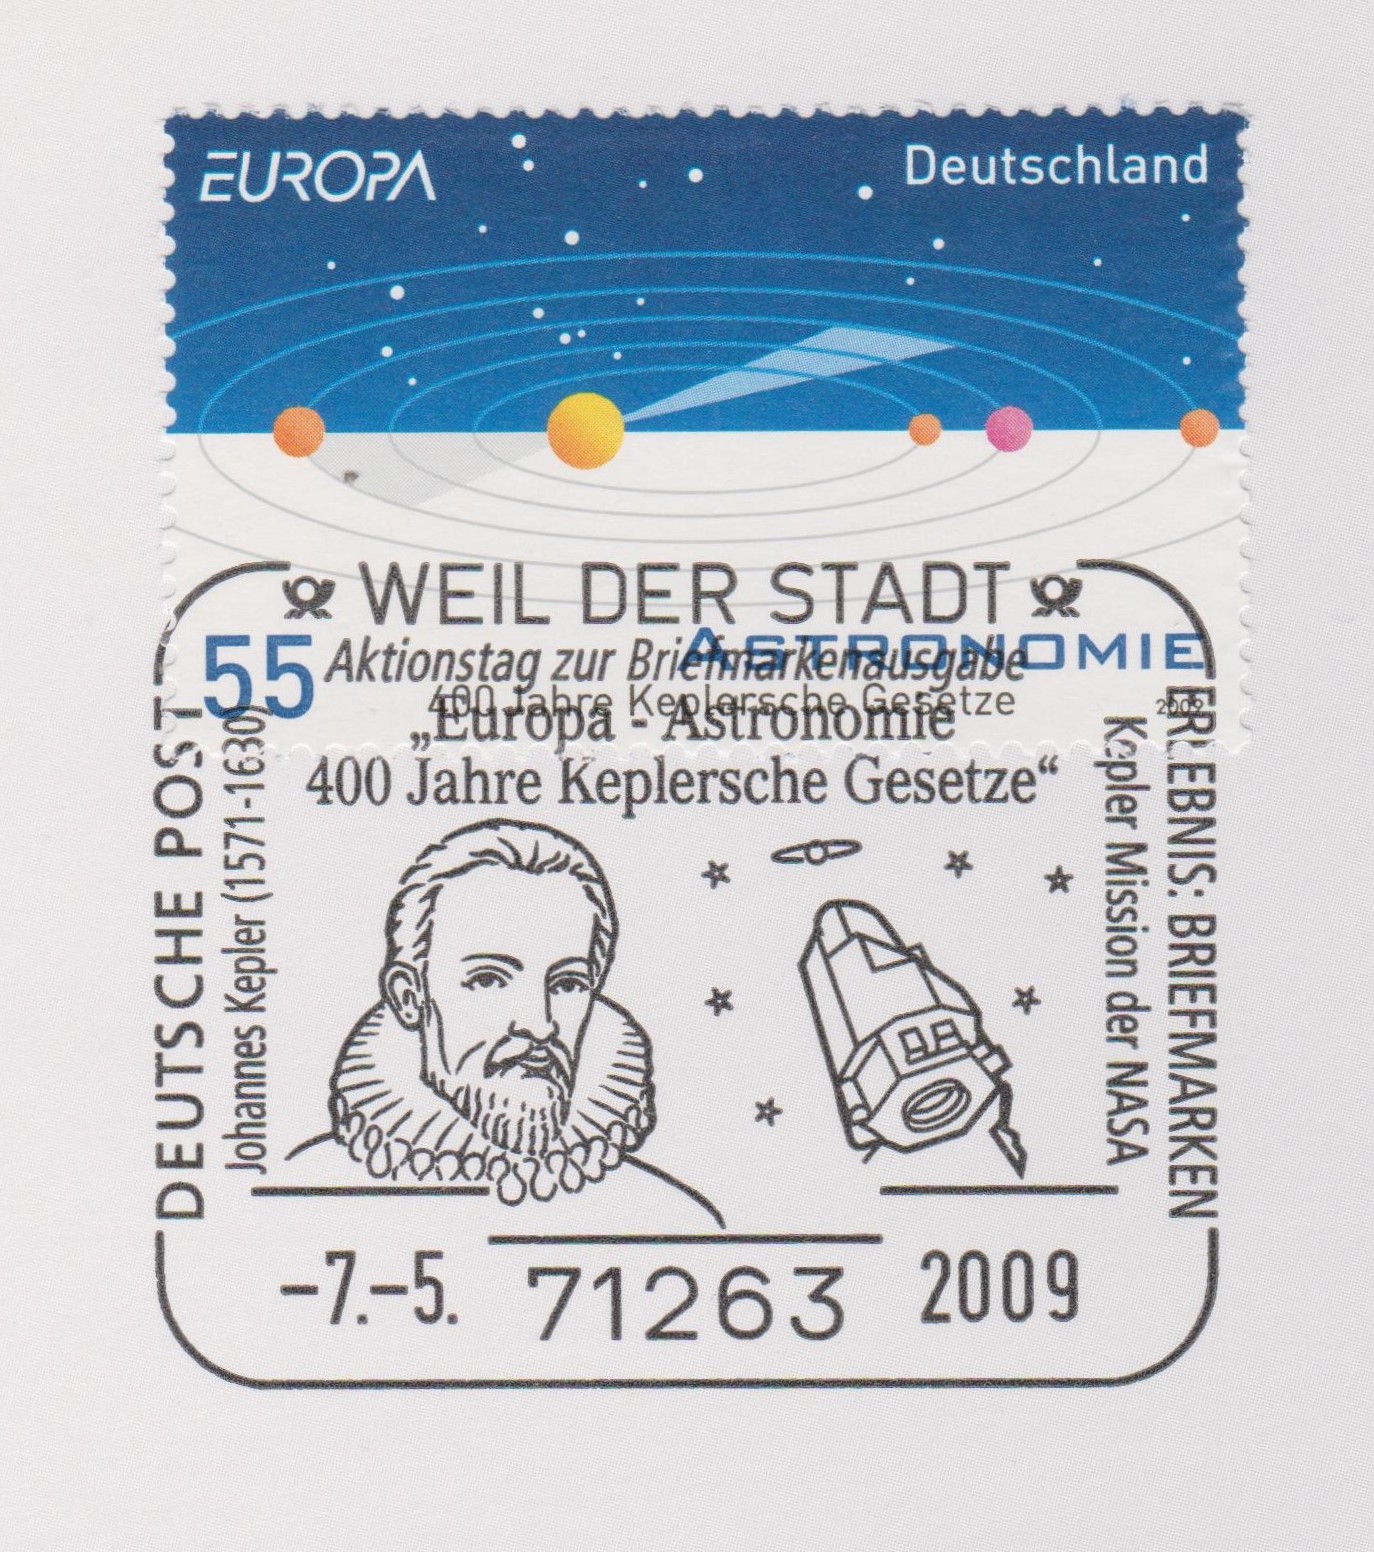 EUROPA
Deutschland
WEIL DER STADT
ASTRONOMIE
55
Aktionstag zur Briefmarkenausgabe
400 Jahre Keplersche Gesetze
2009
„Europa - Astronomie
400 Jahre Keplersche Gesetze“
DEUTSCHE POST
Johannes Kepler (1571-1630)
ERLEBNIS: BRIEFMARKEN
Kepler Mission der NASA
-7.-5. 71263 2009